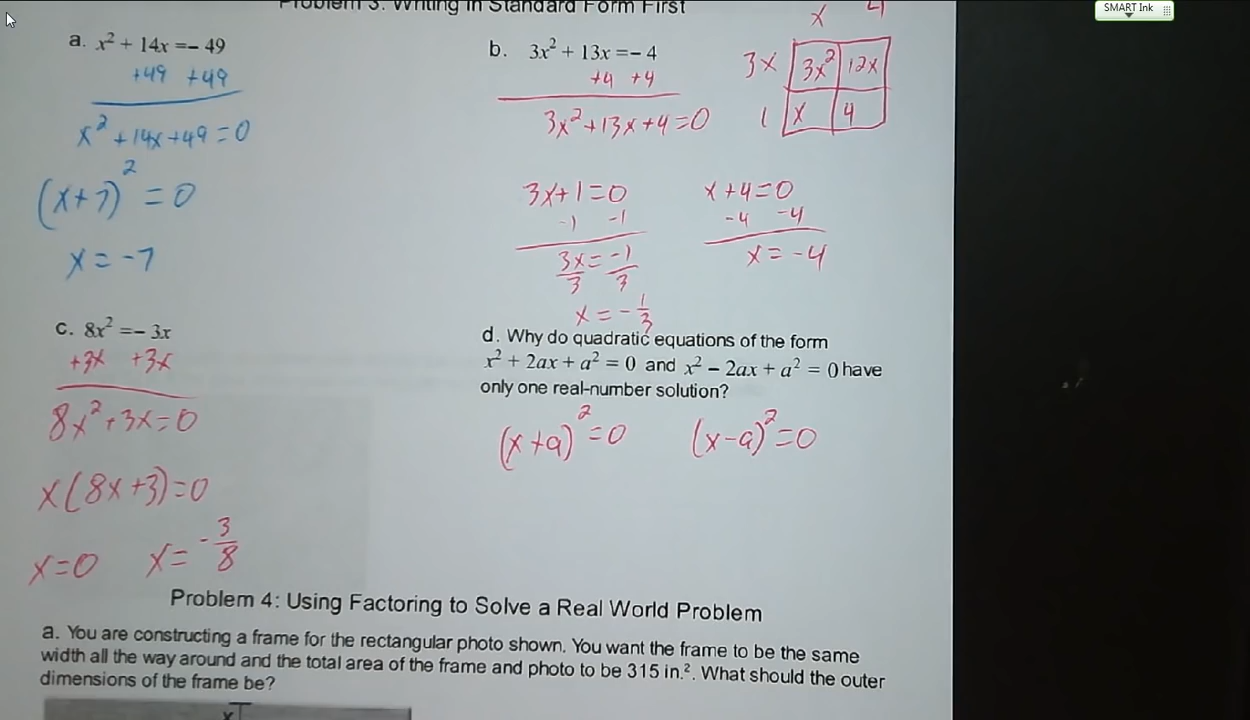 Problem 3: Writing in Standard Form First
SMART Ink
a. x² + 14x = – 49
+49 +49
x² + 14x + 49 = 0
(x+7)² = 0
x = -7
b. 3x² + 13x = – 4
+4 +4
3x² + 13x + 4 = 0
x 4
3x 3x² 12x
1 x 4
3x+1=0 x+4=0
-1 -1 -4 -4
3x = -1 x = -4
3 3
x = - 1/3
c. 8x² = – 3x
+3x +3x
8x² + 3x = 0
x(8x+3)=0
x=0 x= -3/8
d. Why do quadratic equations of the form
x² + 2ax + a² = 0 and x² – 2ax + a² = 0 have
only one real-number solution?
(x+a)² = 0 (x-a)² = 0
Problem 4: Using Factoring to Solve a Real World Problem
a. You are constructing a frame for the rectangular photo shown. You want the frame to be the same
width all the way around and the total area of the frame and photo to be 315 in.². What should the outer
dimensions of the frame be?
x